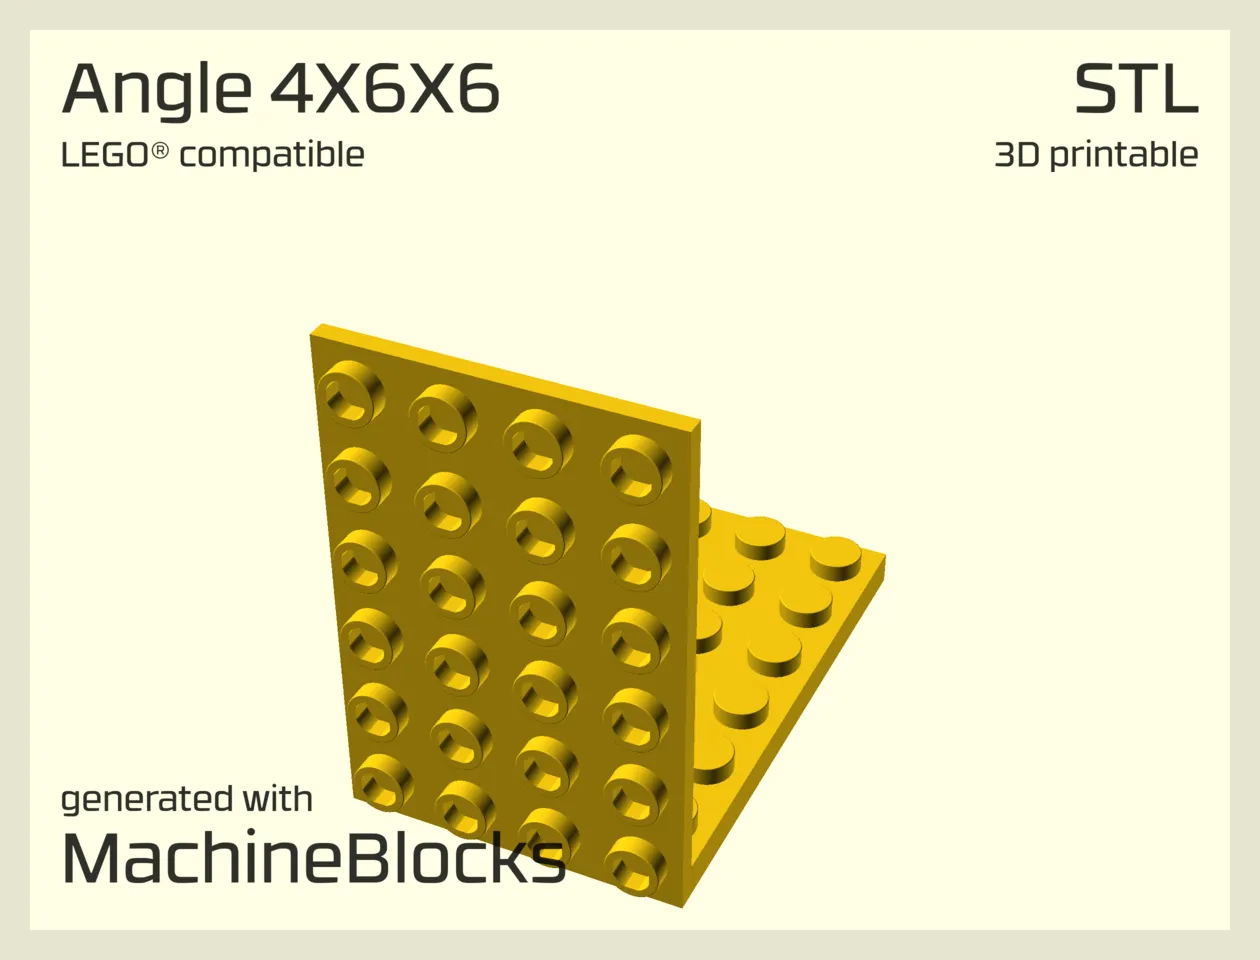 Angle 4X6X6
LEGO® compatible
STL
3D printable
generated with
MachineBlocks